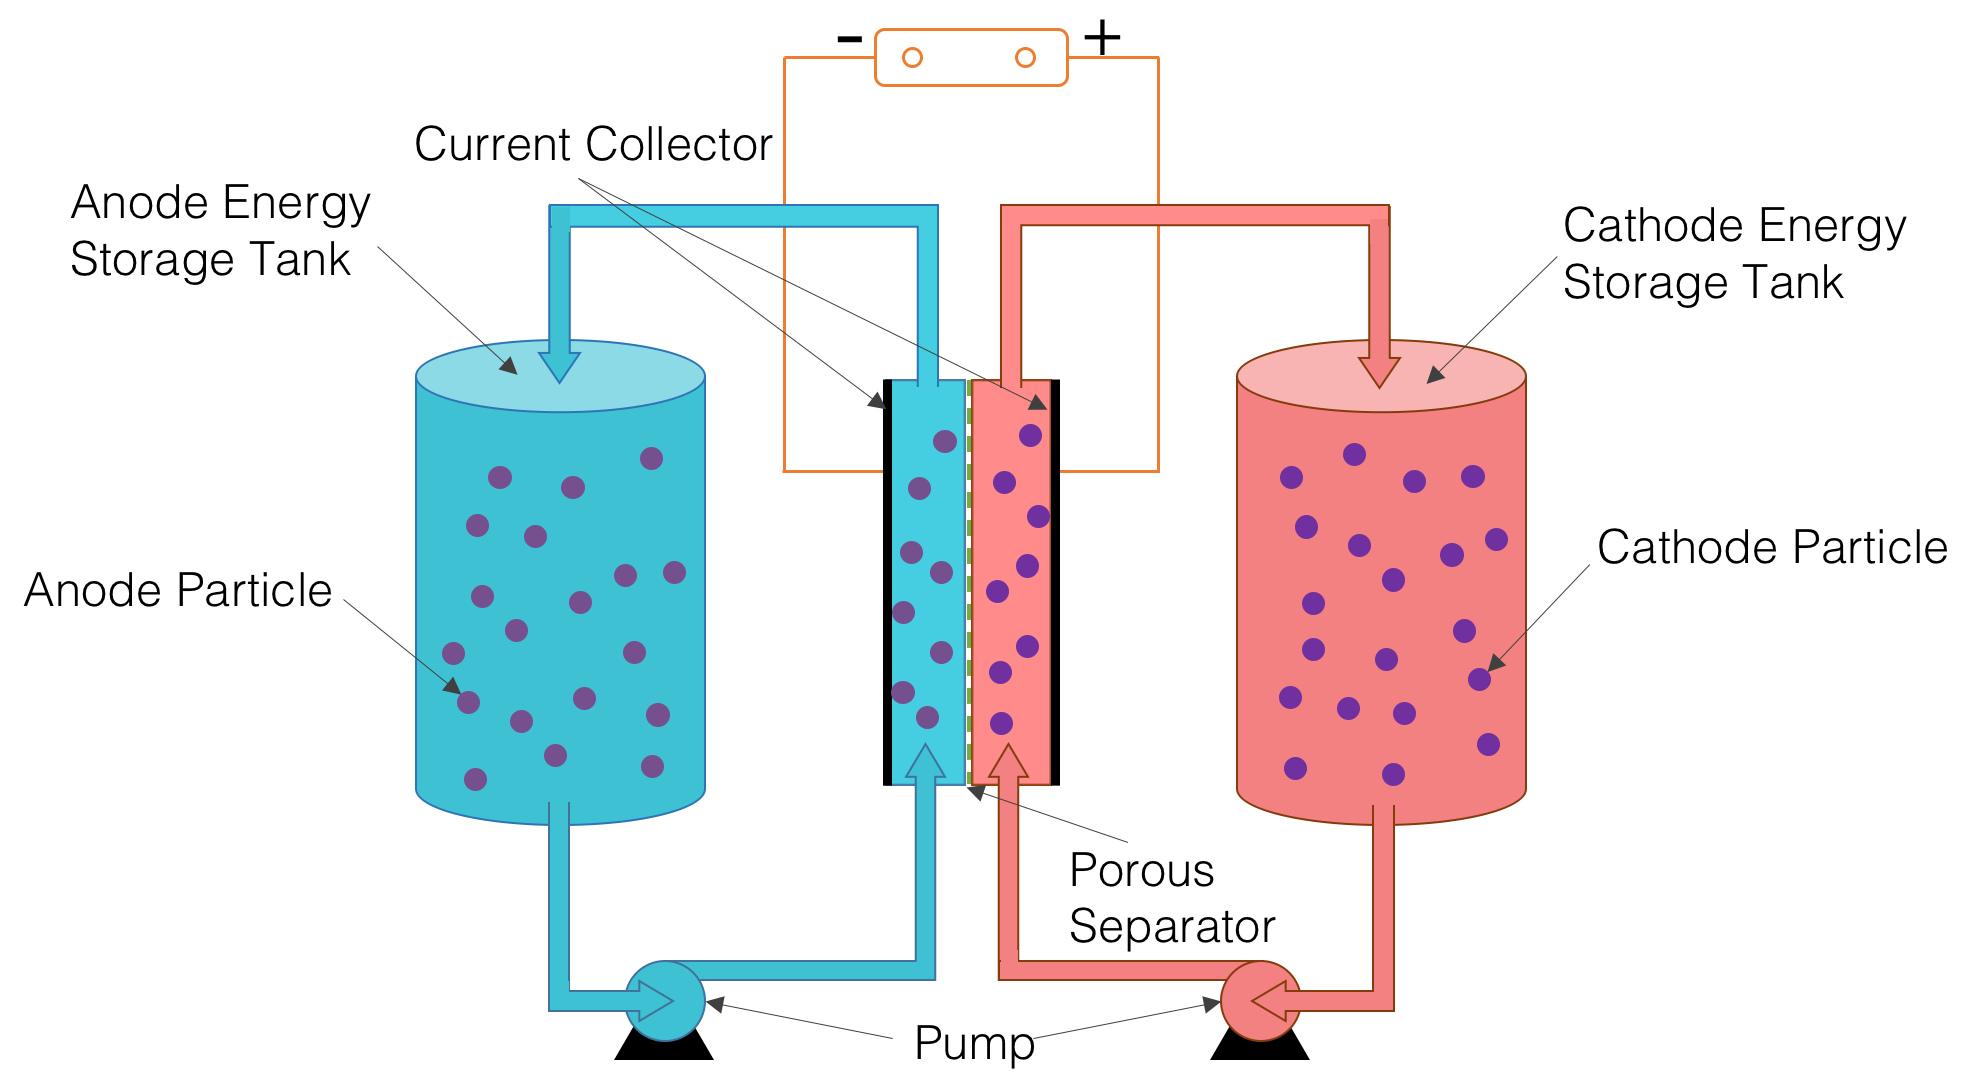 - +
Current Collector
Anode Energy
Storage Tank
Cathode Energy
Storage Tank
Cathode Particle
Anode Particle
Porous
Separator
Pump